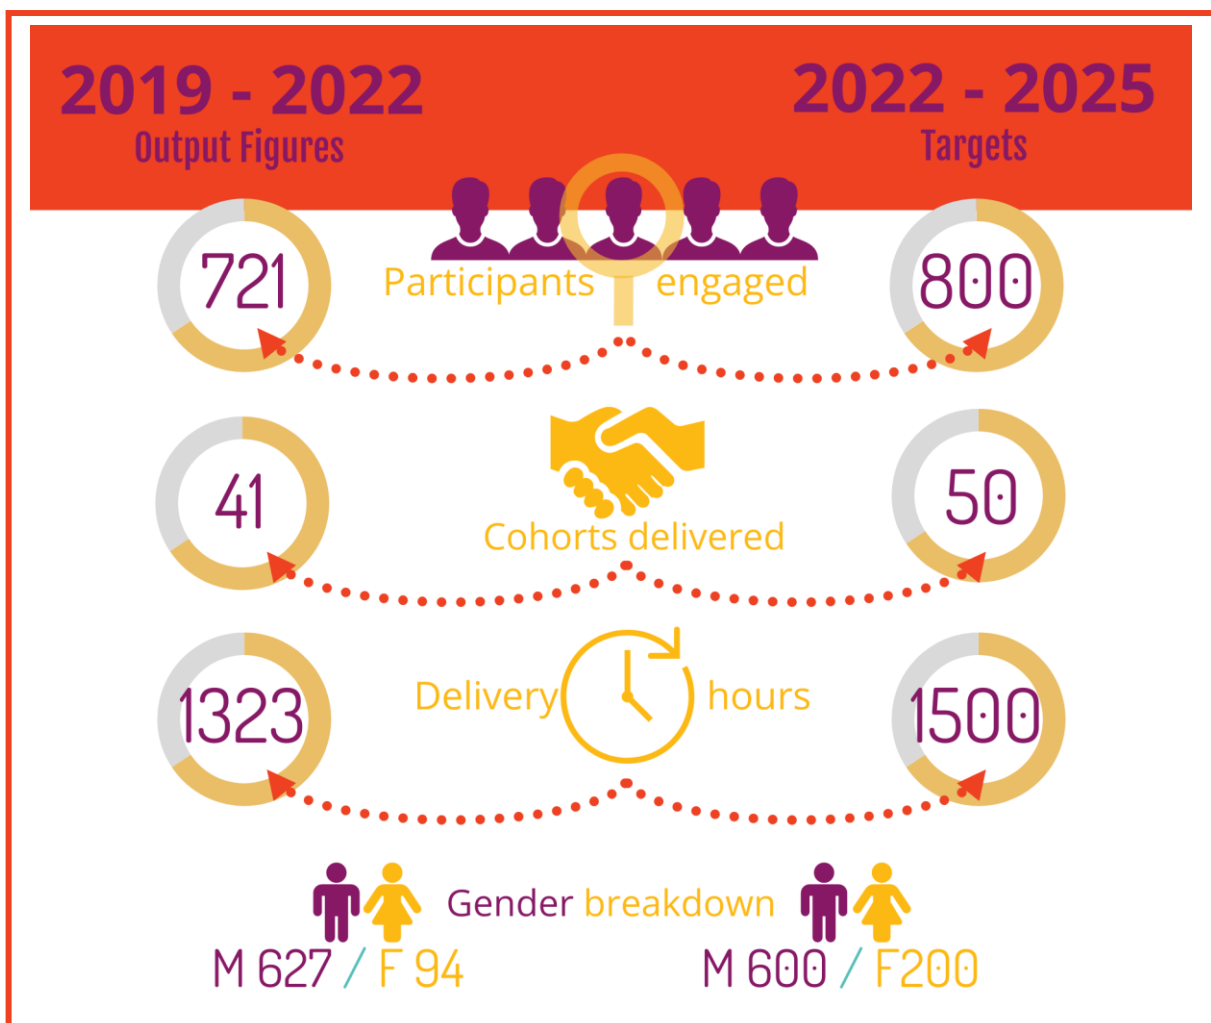 2019 - 2022
Output Figures
2022 - 2025
Targets
721
Participants engaged
800
41
Cohorts delivered
50
1323
Delivery hours
1500
Gender breakdown
M 627 / F 94
M 600 / F200